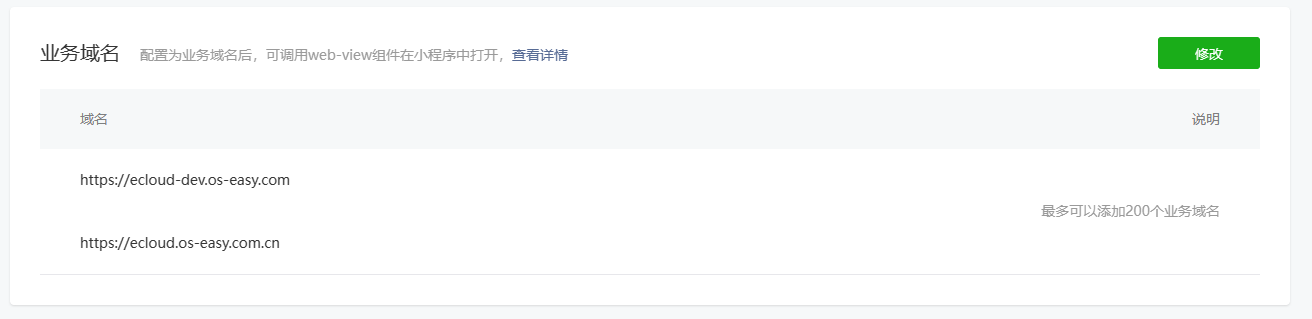 业务域名 配置为业务域名后，可调用web-view组件在小程序中打开，查看详情 修改
域名 说明
https://ecloud-dev.os-easy.com
最多可以添加200个业务域名
https://ecloud.os-easy.com.cn